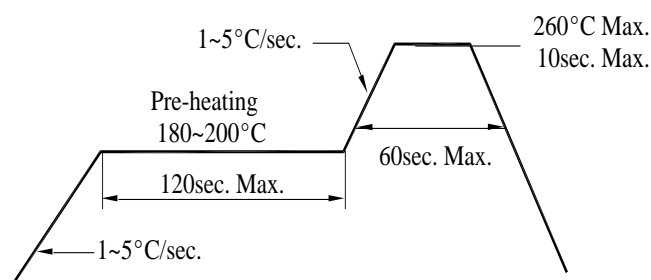 1~5°C/sec.
260°C Max.
10sec. Max.
Pre-heating
180~200°C
60sec. Max.
120sec. Max.
1~5°C/sec.